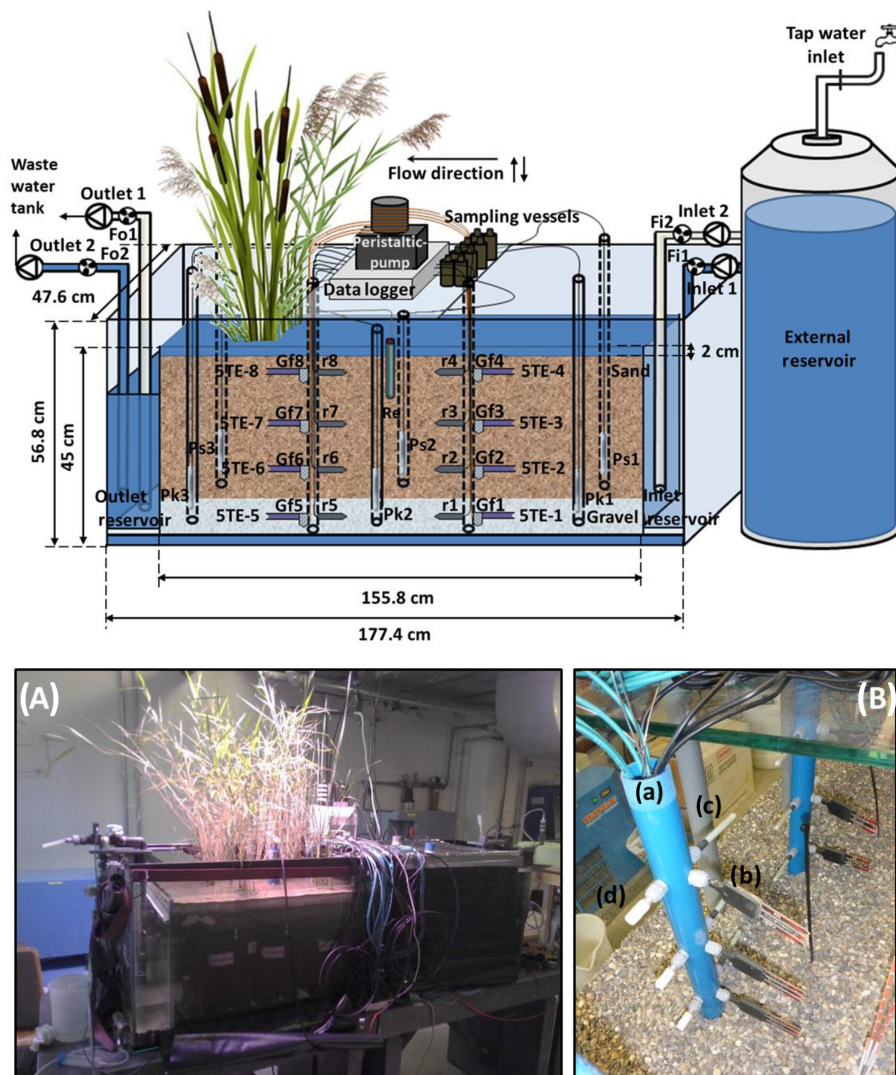 Tap water
inlet
Waste
water
tank
Outlet 1
Outlet 2
Fo1
Fo2
Flow direction
Sampling vessels
Peristaltic-
pump
Data logger
Fi2
Inlet 2
Fi1
Inlet 1
47.6 cm
2 cm
External
reservoir
56.8 cm
45 cm
5TE-8
Gf8
r8
r4
Gf4
5TE-4
Sand
Re
5TE-7
Gf7
r7
r3
Gf3
5TE-3
Ps3
Ps2
Ps1
5TE-6
Gf6
r6
r2
Gf2
5TE-2
Outlet
reservoir
Pk3
5TE-5
Gf5
r5
Pk2
r1
Gf1
5TE-1
Pk1
Gravel
Inlet
reservoir
155.8 cm
177.4 cm
(A)
(B)
(a)
(c)
(b)
(d)